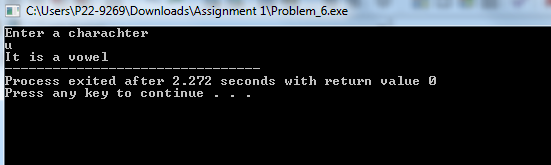 C:\Users\P22-9269\Downloads\Assignment 1\Problem_6.exe
Enter a charachter
u
It is a vowel
--------------------------------
Process exited after 2.272 seconds with return value 0
Press any key to continue . . .